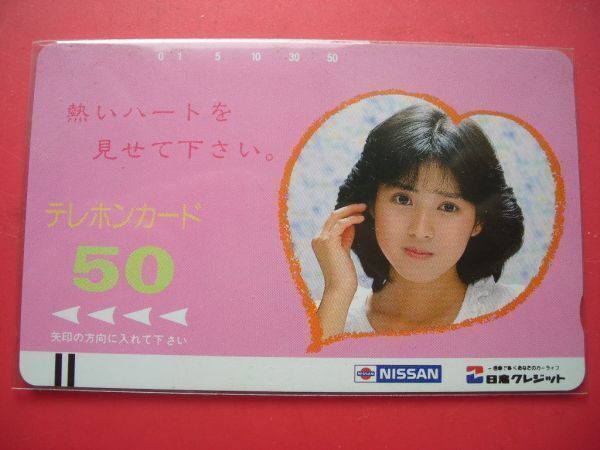 0 1 5 10 30 50
熱いハートを
見せて下さい。
テレホンカード
50
矢印の方向に入れて下さい
NISSAN NISSAN
日産クレジット